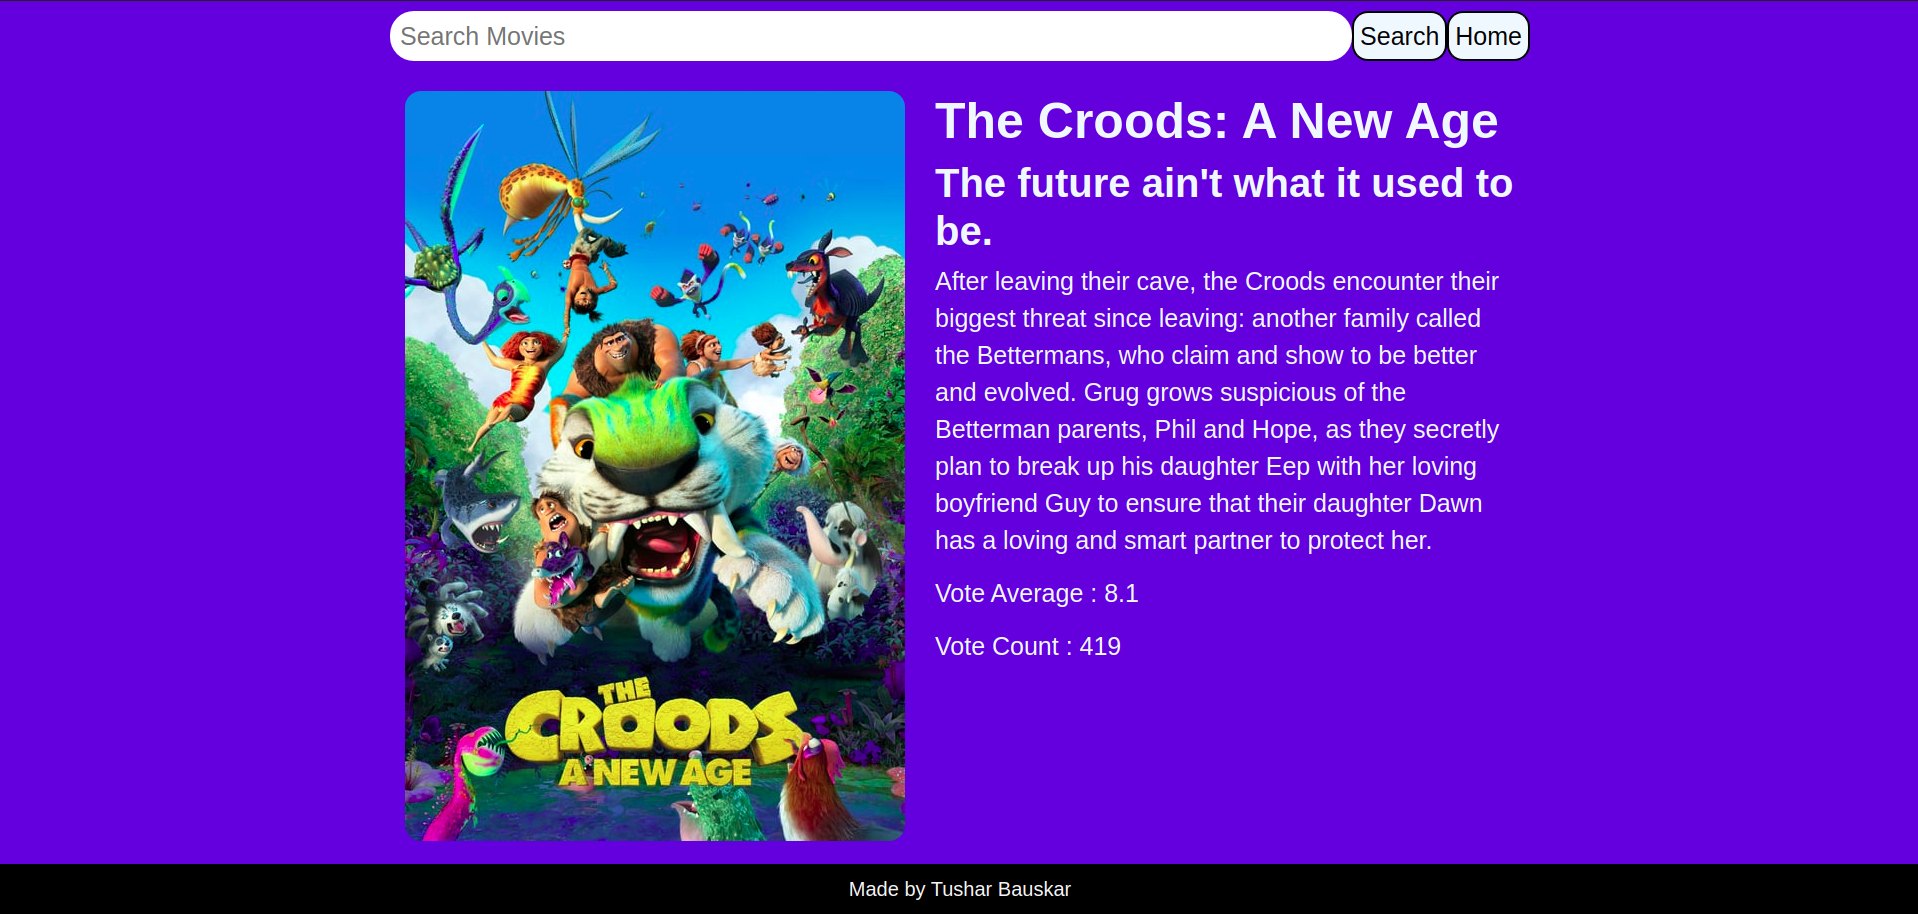 Search Movies
Search
Home
The Croods: A New Age
The future ain't what it used to
be.
After leaving their cave, the Croods encounter their
biggest threat since leaving: another family called
the Bettermans, who claim and show to be better
and evolved. Grug grows suspicious of the
Betterman parents, Phil and Hope, as they secretly
plan to break up his daughter Eep with her loving
boyfriend Guy to ensure that their daughter Dawn
has a loving and smart partner to protect her.
Vote Average : 8.1
Vote Count : 419
THE
CROODS
A NEW AGE
Made by Tushar Bauskar